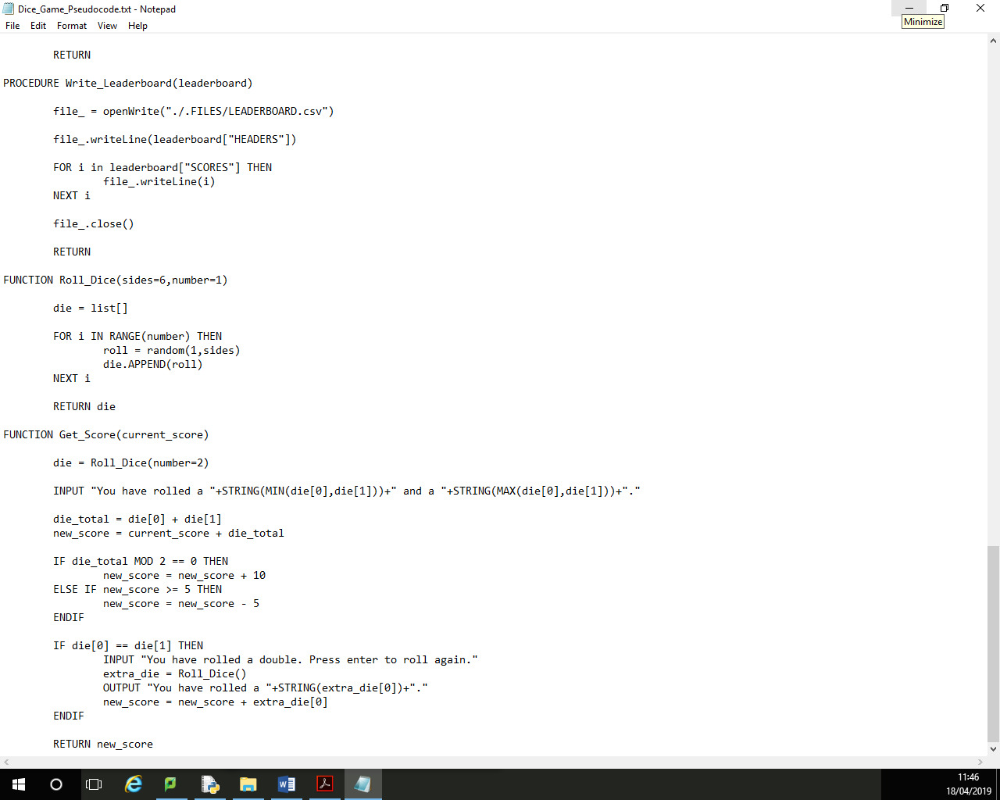 Dice_Game_Pseudocode.txt - Notepad
Minimize
File Edit Format View Help
RETURN
PROCEDURE Write_Leaderboard(leaderboard)
file_ = openWrite("./.FILES/LEADERBOARD.csv")
file_.writeLine(leaderboard["HEADERS"])
FOR i in leaderboard["SCORES"] THEN
file_.writeLine(i)
NEXT i
file_.close()
RETURN
FUNCTION Roll_Dice(sides=6,number=1)
die = list[]
FOR i IN RANGE(number) THEN
roll = random(1,sides)
die.APPEND(roll)
NEXT i
RETURN die
FUNCTION Get_Score(current_score)
die = Roll_Dice(number=2)
INPUT "You have rolled a "+STRING(MIN(die[0],die[1]))+" and a "+STRING(MAX(die[0],die[1]))+"."
die_total = die[0] + die[1]
new_score = current_score + die_total
IF die_total MOD 2 == 0 THEN
new_score = new_score + 10
ELSE IF new_score >= 5 THEN
new_score = new_score - 5
ENDIF
IF die[0] == die[1] THEN
INPUT "You have rolled a double. Press enter to roll again."
extra_die = Roll_Dice()
OUTPUT "You have rolled a "+STRING(extra_die[0])+"."
new_score = new_score + extra_die[0]
ENDIF
RETURN new_score
11:46
18/04/2019